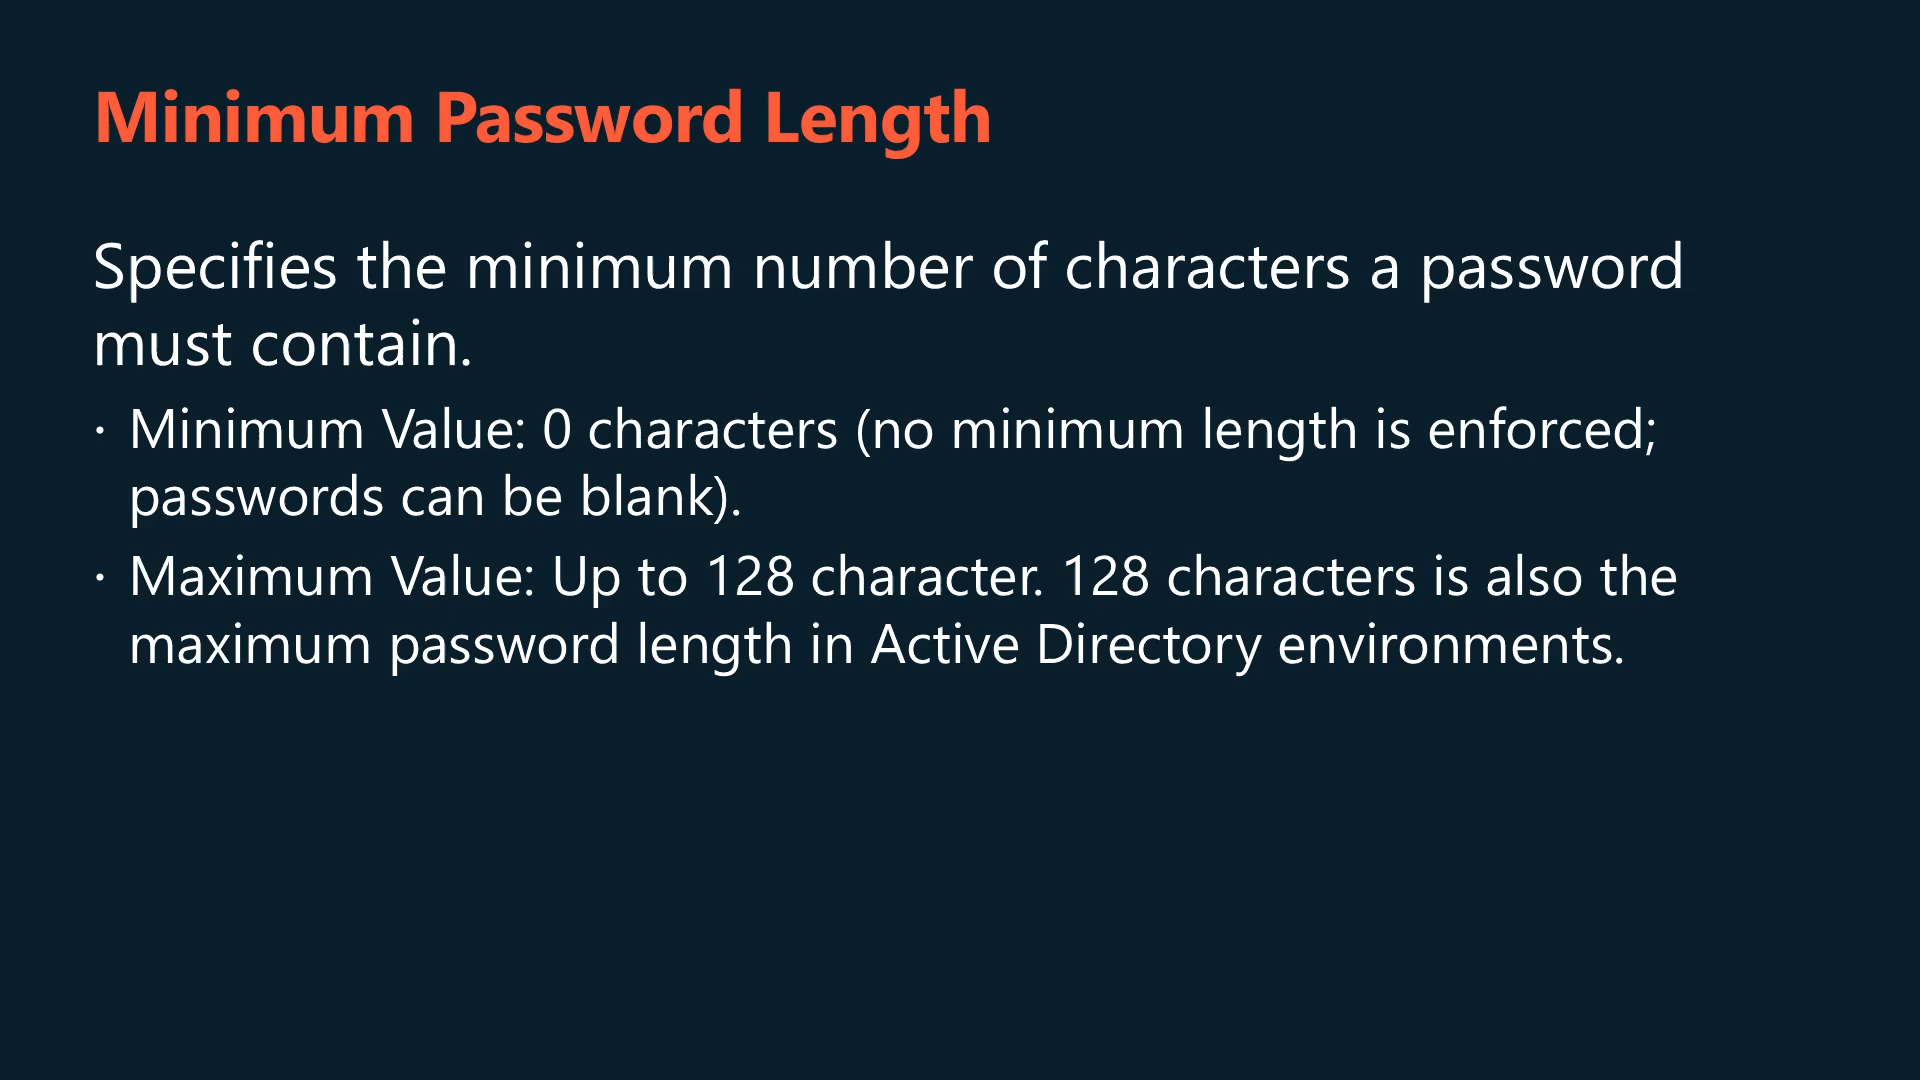 Minimum Password Length
Specifies the minimum number of characters a password
must contain.
· Minimum Value: 0 characters (no minimum length is enforced;
passwords can be blank).
· Maximum Value: Up to 128 character. 128 characters is also the
maximum password length in Active Directory environments.